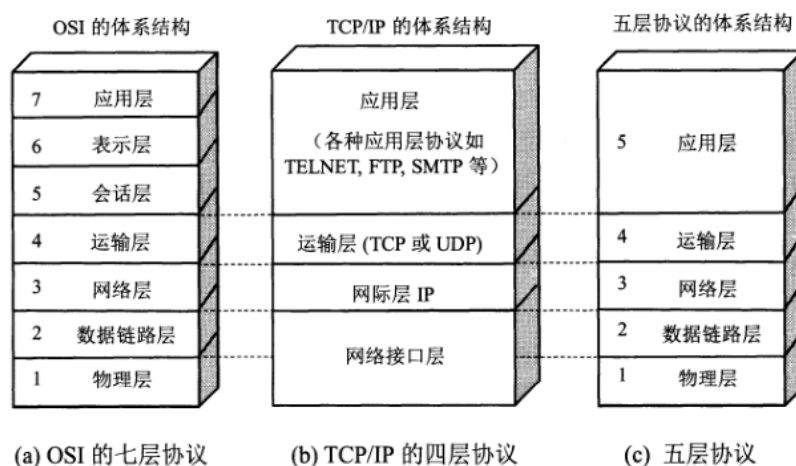 OSI 的体系结构
7 应用层
6 表示层
5 会话层
4 运输层
3 网络层
2 数据链路层
1 物理层
(a) OSI 的七层协议
TCP/IP 的体系结构
应用层
（各种应用层协议如
TELNET, FTP, SMTP 等）
运输层 (TCP 或 UDP)
网际层 IP
网络接口层
(b) TCP/IP 的四层协议
五层协议的体系结构
5 应用层
4 运输层
3 网络层
2 数据链路层
1 物理层
(c) 五层协议